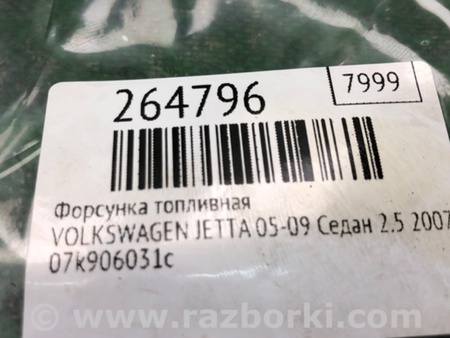 7999
264796
Форсунка топливная
VOLKSWAGEN JETTA 05-09 Седан 2.5 2007
07k906031c
www.razborki.com